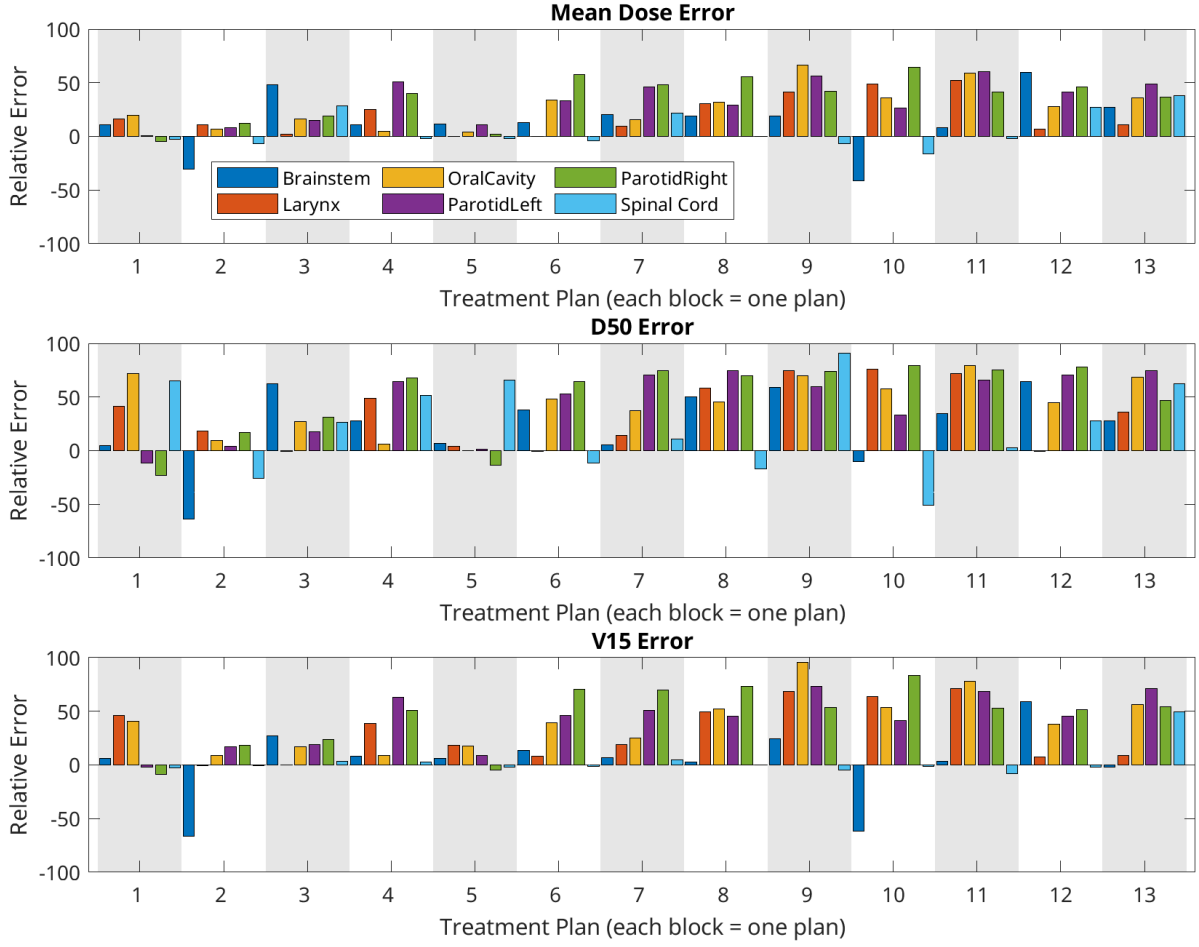 Mean Dose Error
100
50
0
-50
-100
Relative Error
Brainstem OralCavity ParotidRight
Larynx ParotidLeft Spinal Cord
1 2 3 4 5 6 7 8 9 10 11 12 13
Treatment Plan (each block = one plan)
D50 Error
100
50
0
-50
-100
Relative Error
1 2 3 4 5 6 7 8 9 10 11 12 13
Treatment Plan (each block = one plan)
V15 Error
100
50
0
-50
-100
Relative Error
1 2 3 4 5 6 7 8 9 10 11 12 13
Treatment Plan (each block = one plan)